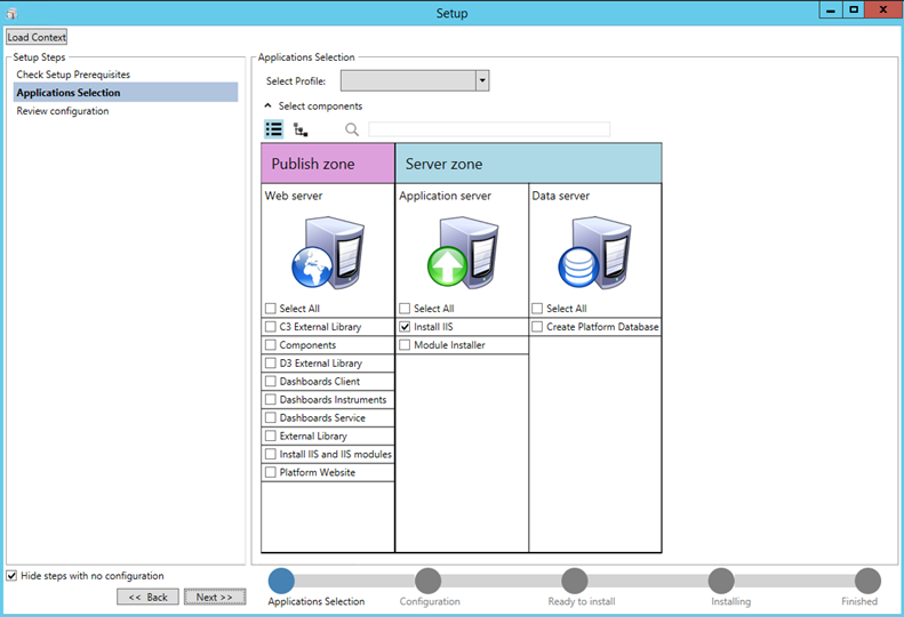 Setup
Load Context
Setup Steps
Check Setup Prerequisites
Applications Selection
Review configuration
Applications Selection
Select Profile:
Select components
Publish zone
Server zone
Web server
Application server
Data server
Select All
Select All
Select All
C3 External Library
Install IIS
Create Platform Database
Components
Module Installer
D3 External Library
Dashboards Client
Dashboards Instruments
Dashboards Service
External Library
Install IIS and IIS modules
Platform Website
Hide steps with no configuration
<< Back
Next >>
Applications Selection
Configuration
Ready to install
Installing
Finished